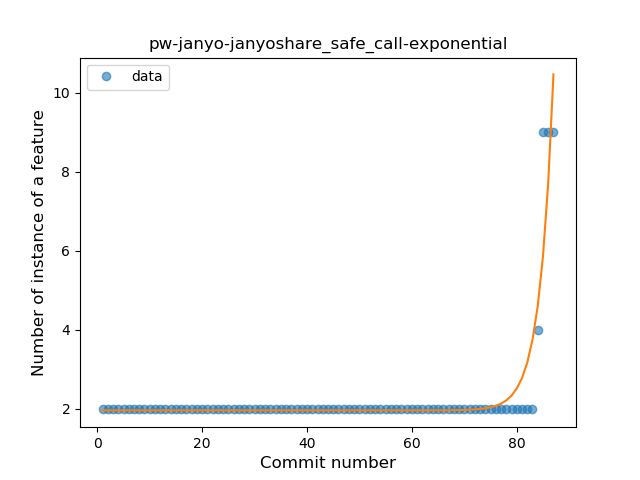 pw-janyo-janyoshare_safe_call-exponential
data
Number of instance of a feature
10
8
6
4
2
0
20
40
60
80
Commit number